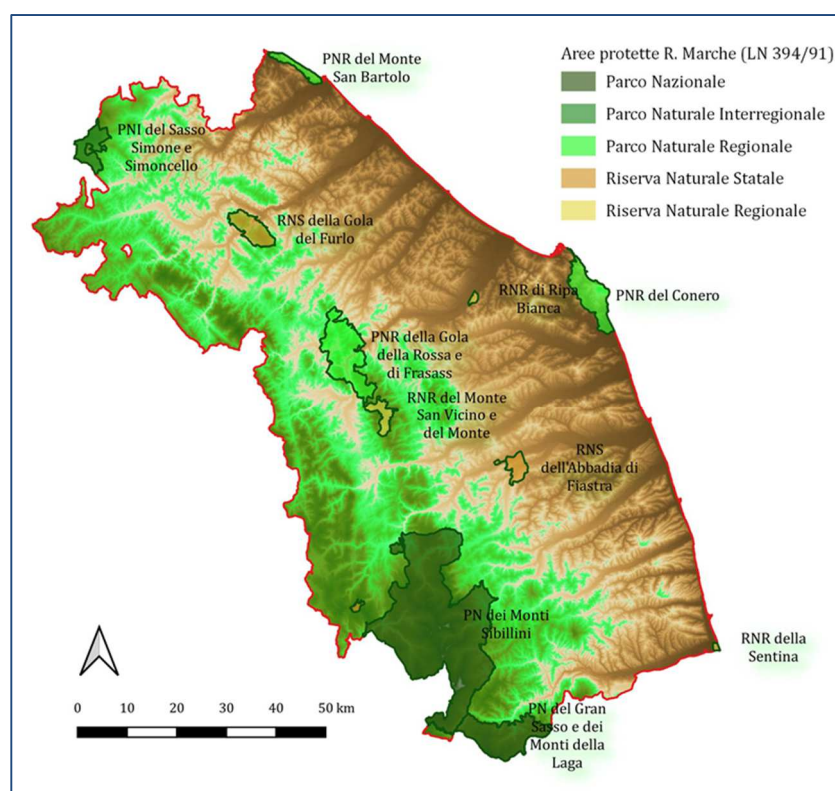 PNR del Monte
San Bartolo
Aree protette R. Marche (LN 394/91)
Parco Nazionale
Parco Naturale Interregionale
Parco Naturale Regionale
Riserva Naturale Statale
Riserva Naturale Regionale
PNI del Sasso
Simone e
Simoncello
RNS della Gola
del Furlo
RNR di Ripa
Bianca
PNR del Conero
PNR della Gola
della Rossa e
di Frasass
RNR del Monte
San Vicino e
del Monte
RNS
dell'Abbadia di
Fiastra
PN dei Monti
Sibillini
RNR della
Sentina
PN del Gran
Sasso e dei
Monti della
Laga
0 10 20 30 40 50 km